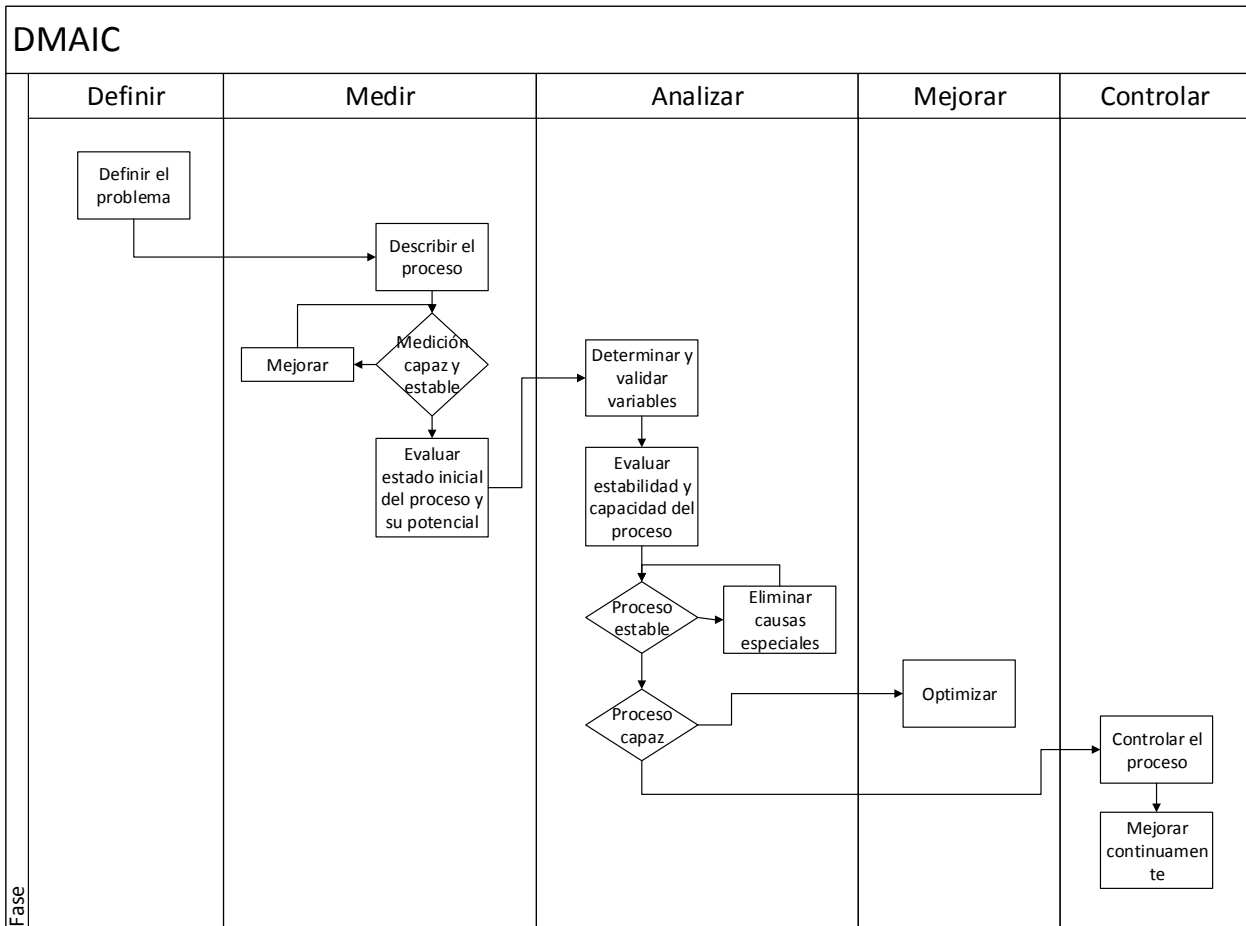 DMAIC
Fase
Definir
Medir
Analizar
Mejorar
Controlar
Definir el
problema
Describir el
proceso
Medición
capaz y
estable
Mejorar
Evaluar
estado inicial
del proceso y
su potencial
Determinar y
validar
variables
Evaluar
estabilidad y
capacidad del
proceso
Proceso
estable
Eliminar
causas
especiales
Proceso
capaz
Optimizar
Controlar el
proceso
Mejorar
continuamen
te